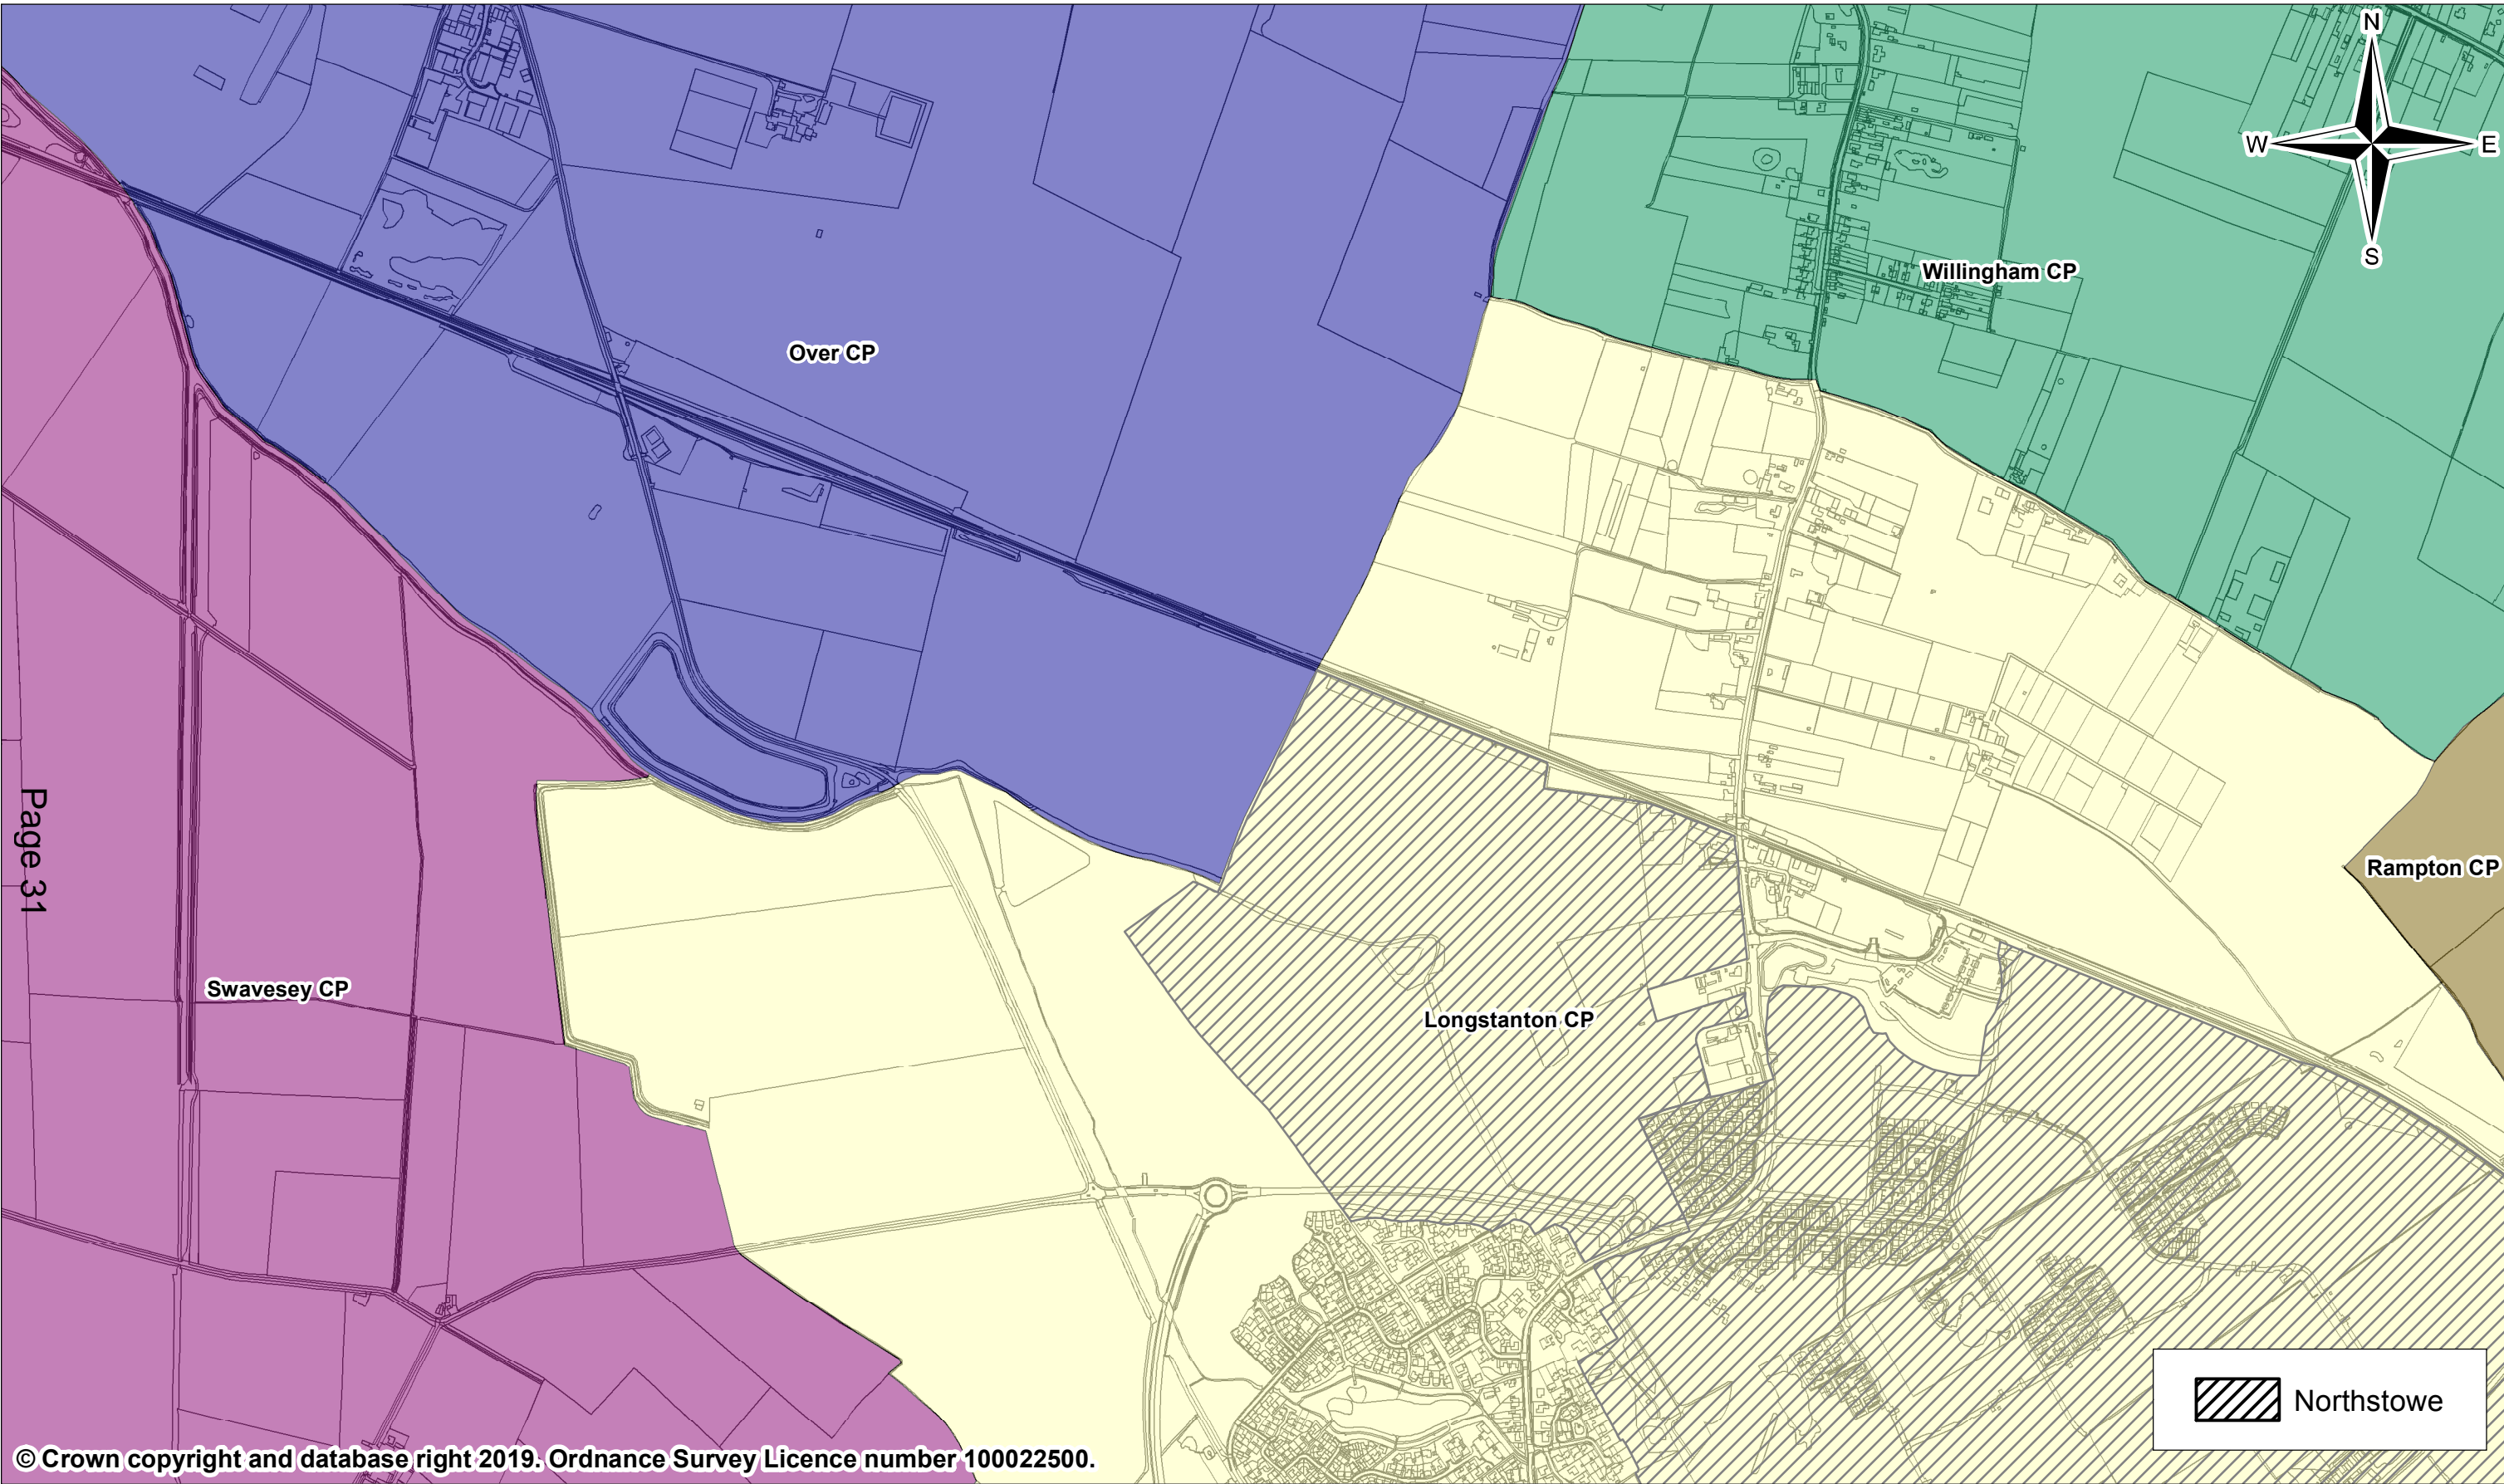 N
W
E
S
Willingham CP
Over CP
Rampton CP
Page 31
Swavesey CP
Longstanton CP
Northstowe
© Crown copyright and database right 2019. Ordnance Survey Licence number 100022500.